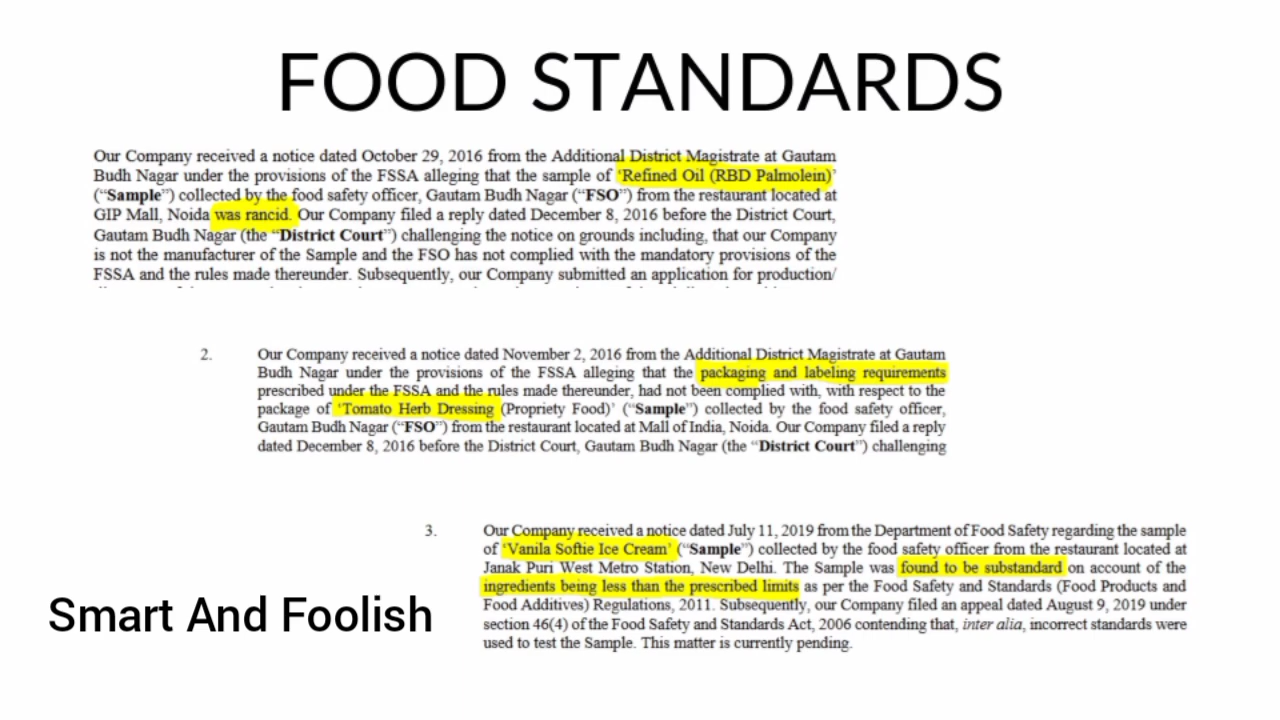 FOOD STANDARDS
Our Company received a notice dated October 29, 2016 from the Additional District Magistrate at Gautam
Budh Nagar under the provisions of the FSSA alleging that the sample of ‘Refined Oil (RBD Palmolein)’
(“Sample”) collected by the food safety officer, Gautam Budh Nagar (“FSO”) from the restaurant located at
GIP Mall, Noida was rancid. Our Company filed a reply dated December 8, 2016 before the District Court,
Gautam Budh Nagar (the “District Court”) challenging the notice on grounds including, that our Company
is not the manufacturer of the Sample and the FSO has not complied with the mandatory provisions of the
FSSA and the rules made thereunder. Subsequently, our Company submitted an application for production/
2. Our Company received a notice dated November 2, 2016 from the Additional District Magistrate at Gautam
Budh Nagar under the provisions of the FSSA alleging that the packaging and labeling requirements
prescribed under the FSSA and the rules made thereunder, had not been complied with, with respect to the
package of ‘Tomato Herb Dressing (Propriety Food)’ (“Sample”) collected by the food safety officer,
Gautam Budh Nagar (“FSO”) from the restaurant located at Mall of India, Noida. Our Company filed a reply
dated December 8, 2016 before the District Court, Gautam Budh Nagar (the “District Court”) challenging
3. Our Company received a notice dated July 11, 2019 from the Department of Food Safety regarding the sample
of ‘Vanila Softie Ice Cream’ (“Sample”) collected by the food safety officer from the restaurant located at
Janak Puri West Metro Station, New Delhi. The Sample was found to be substandard on account of the
ingredients being less than the prescribed limits as per the Food Safety and Standards (Food Products and
Food Additives) Regulations, 2011. Subsequently, our Company filed an appeal dated August 9, 2019 under
section 46(4) of the Food Safety and Standards Act, 2006 contending that, inter alia, incorrect standards were
used to test the Sample. This matter is currently pending.
Smart And Foolish